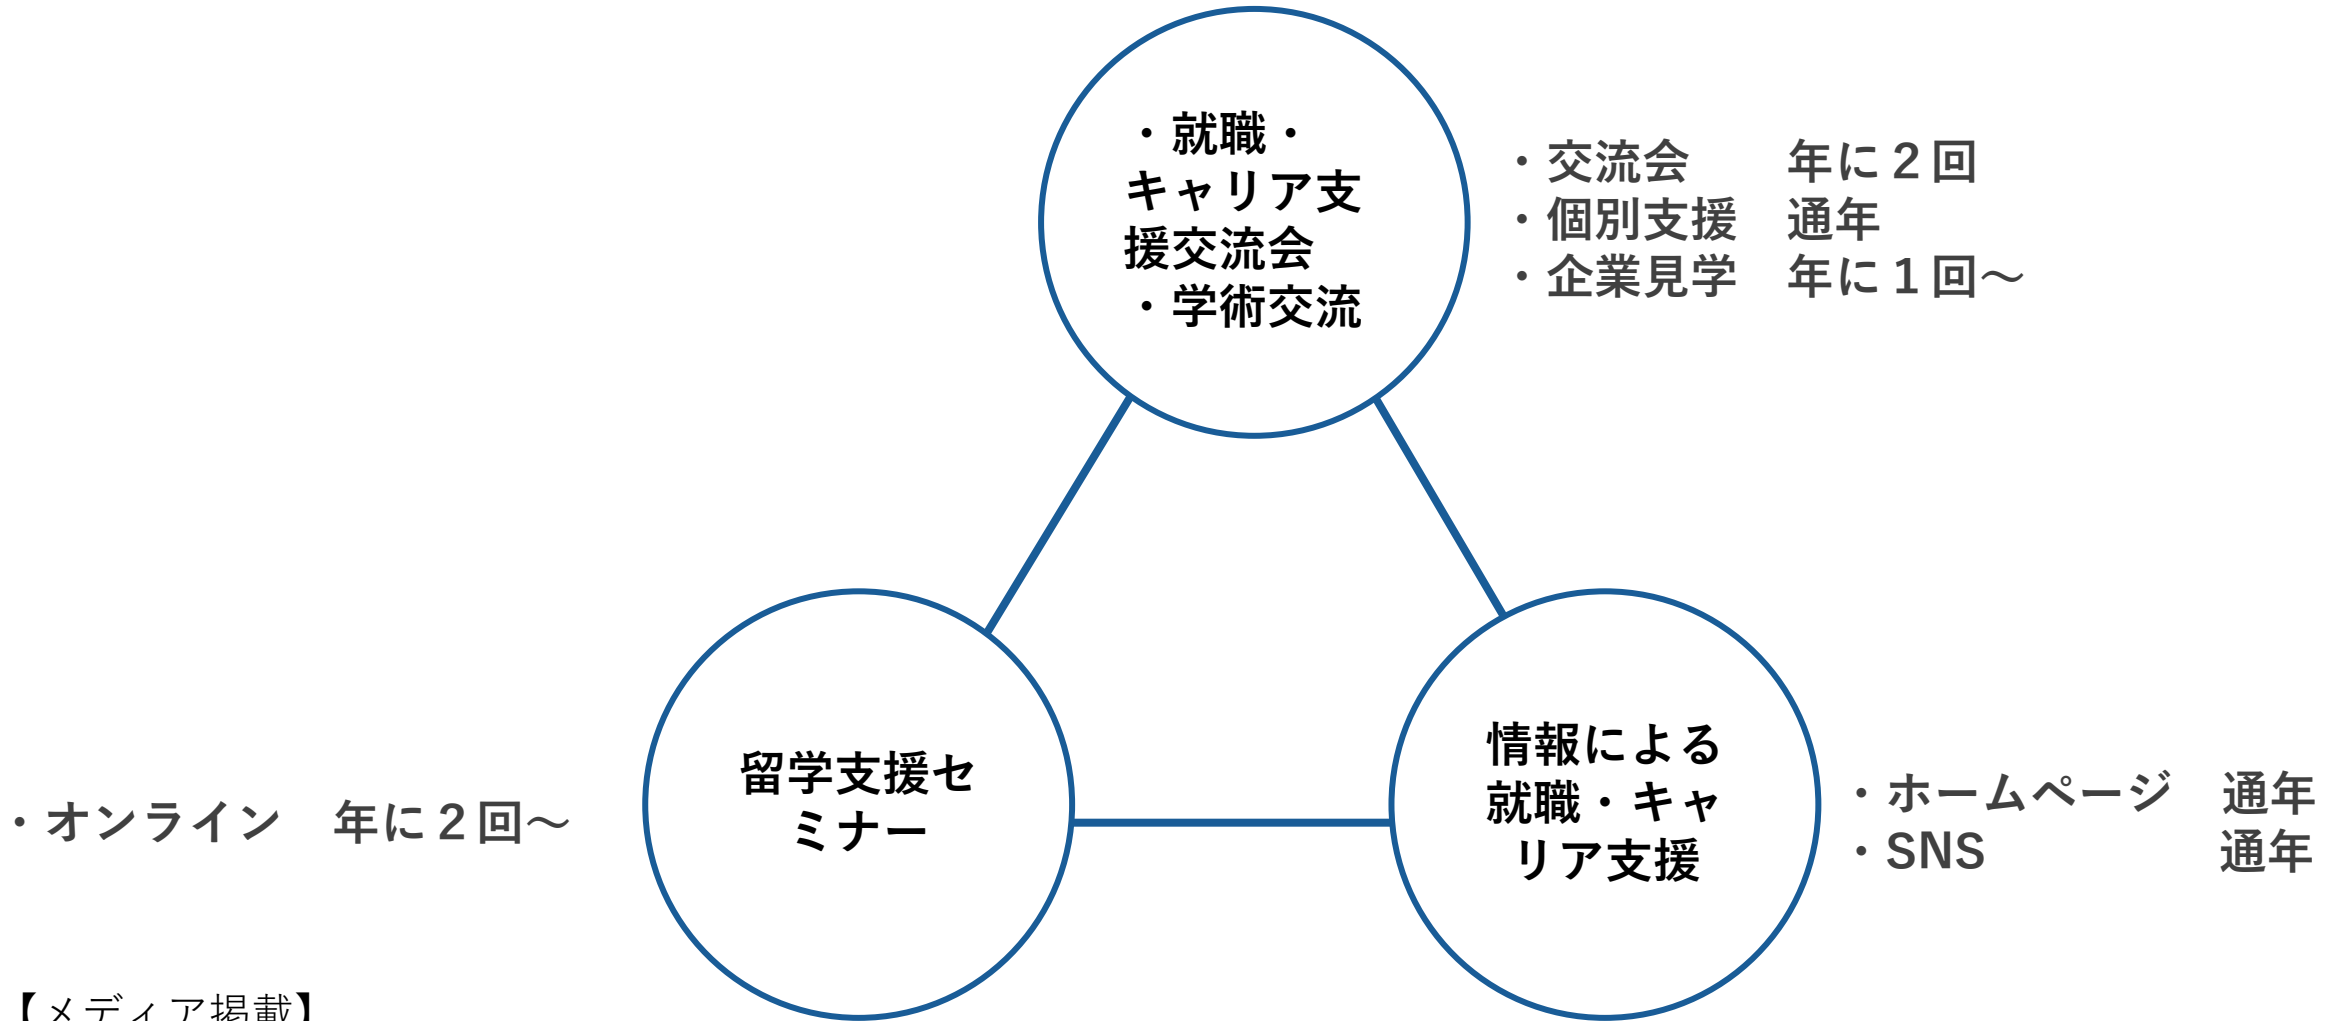 ・就職・
キャリア支
援交流会
・学術交流
・交流会　　年に２回
・個別支援　通年
・企業見学　年に１回～
・オンライン　年に２回～
留学支援セ
ミナー
情報による
就職・キャ
リア支援
・ホームページ　通年
・SNS　　　　　通年
【メディア掲載】